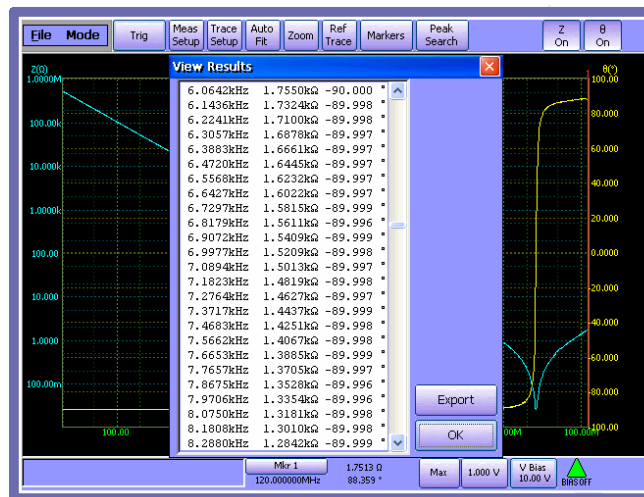 File Mode Trig Meas Setup Trace Setup Auto Fit Zoom Ref Trace Markers Peak Search Z On θ On
View Results
Z(Ω) θ(°)
1.0000M 100.00
100.00k 80.000
10.000k 60.000
40.000
1.0000k 20.000
100.00 0.0000
10.000 -20.000
1.0000 -40.000
-60.000
100.00m -80.000
-100.00
100.00 100.00M
6.0642kHz 1.7550kΩ -90.000 °
6.1436kHz 1.7324kΩ -89.998 °
6.2241kHz 1.7100kΩ -89.998 °
6.3057kHz 1.6878kΩ -89.997 °
6.3883kHz 1.6661kΩ -89.997 °
6.4720kHz 1.6445kΩ -89.998 °
6.5568kHz 1.6232kΩ -89.997 °
6.6427kHz 1.6022kΩ -89.998 °
6.7297kHz 1.5815kΩ -89.999 °
6.8179kHz 1.5611kΩ -89.996 °
6.9072kHz 1.5409kΩ -89.999 °
6.9977kHz 1.5209kΩ -89.998 °
7.0894kHz 1.5013kΩ -89.997 °
7.1823kHz 1.4819kΩ -89.998 °
7.2764kHz 1.4627kΩ -89.997 °
7.3717kHz 1.4437kΩ -89.999 °
7.4683kHz 1.4251kΩ -89.998 °
7.5662kHz 1.4067kΩ -89.998 °
7.6653kHz 1.3885kΩ -89.999 °
7.7657kHz 1.3705kΩ -89.997 °
7.8675kHz 1.3528kΩ -89.996 °
7.9706kHz 1.3354kΩ -89.996 °
8.0750kHz 1.3181kΩ -89.998 °
8.1808kHz 1.3010kΩ -89.998 °
8.2880kHz 1.2842kΩ -89.999 °
Export
OK
Mkr 1 1.7513 Ω
120.000000MHz 88.359 °
Max 1.000 V
V Bias
10.00 V
BIAS OFF